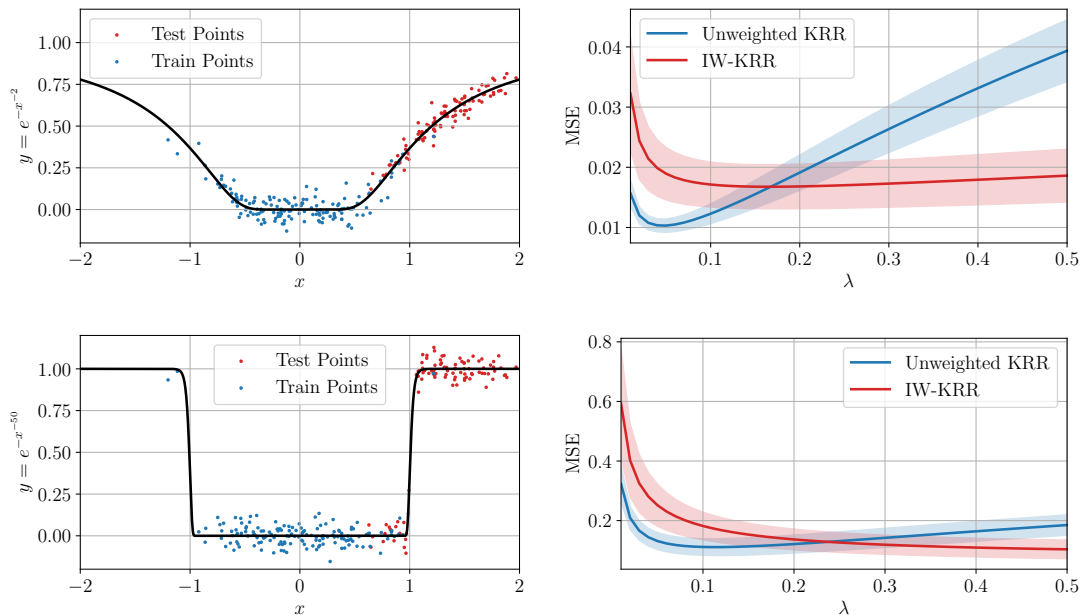 Test Points
Train Points
1.00
0.75
0.50
0.25
0.00
y = e^{-x^{-2}}
−2
−1
0
1
2
x
Unweighted KRR
IW-KRR
0.04
0.03
0.02
0.01
MSE
0.1
0.2
0.3
0.4
0.5
λ
Test Points
Train Points
1.00
0.75
0.50
0.25
0.00
y = e^{-x^{-50}}
−2
−1
0
1
2
x
Unweighted KRR
IW-KRR
0.8
0.6
0.4
0.2
MSE
0.1
0.2
0.3
0.4
0.5
λ